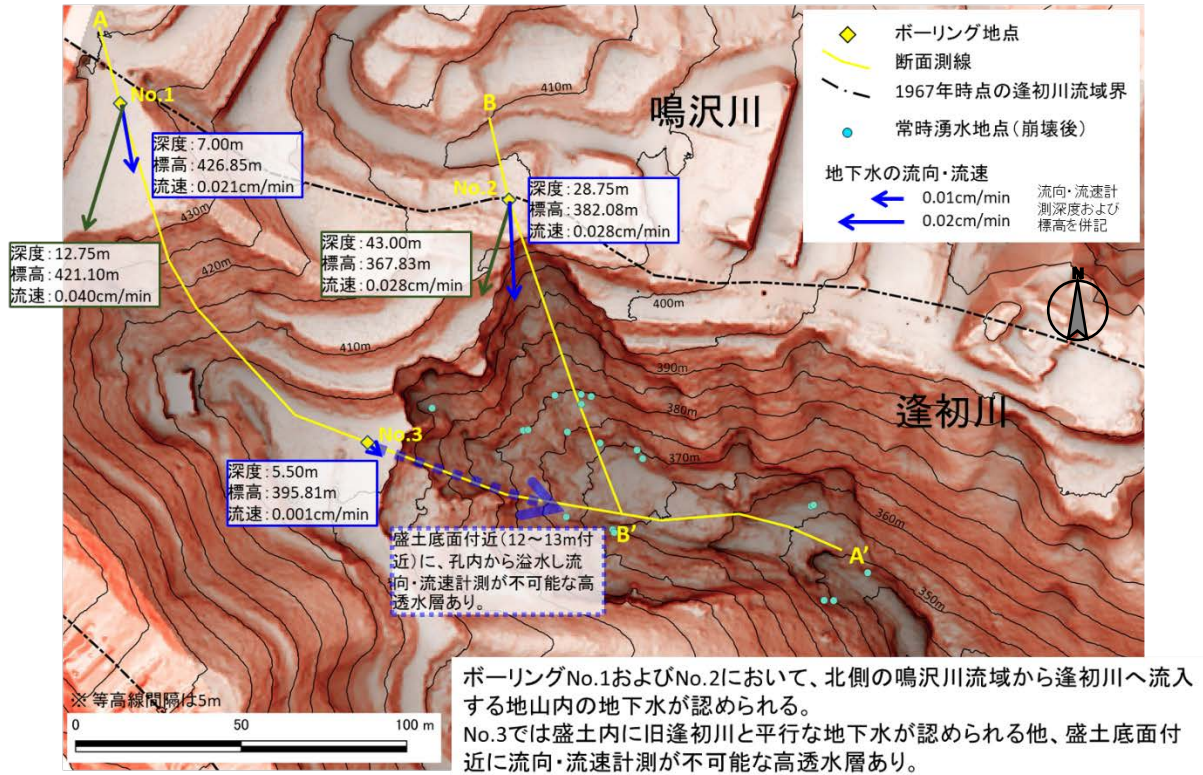 A
No.1
深度：7.00m
標高：426.85m
流速：0.021cm/min
430m
深度：12.75m
標高：421.10m
流速：0.040cm/min
420m
410m
410m
B
鳴沢川
No.2
深度：28.75m
標高：382.08m
流速：0.028cm/min
深度：43.00m
標高：367.83m
流速：0.028cm/min
ボーリング地点
断面測線
1967年時点の逢初川流域界
常時湧水地点（崩壊後）
地下水の流向・流速
0.01cm/min
0.02cm/min
流向・流速計
測深度および
標高を併記
N
400m
390m
380m
370m
逢初川
No.3
深度：5.50m
標高：395.81m
流速：0.001cm/min
盛土底面付近（12～13m付
近）に、孔内から溢水し流
向・流速計測が不可能な高
透水層あり。
B’
A’
360m
350m
※ 等高線間隔は5m
0 50 100 m
ボーリングNo.1およびNo.2において、北側の鳴沢川流域から逢初川へ流入
する地山内の地下水が認められる。
No.3では盛土内に旧逢初川と平行な地下水が認められる他、盛土底面付
近に流向・流速計測が不可能な高透水層あり。